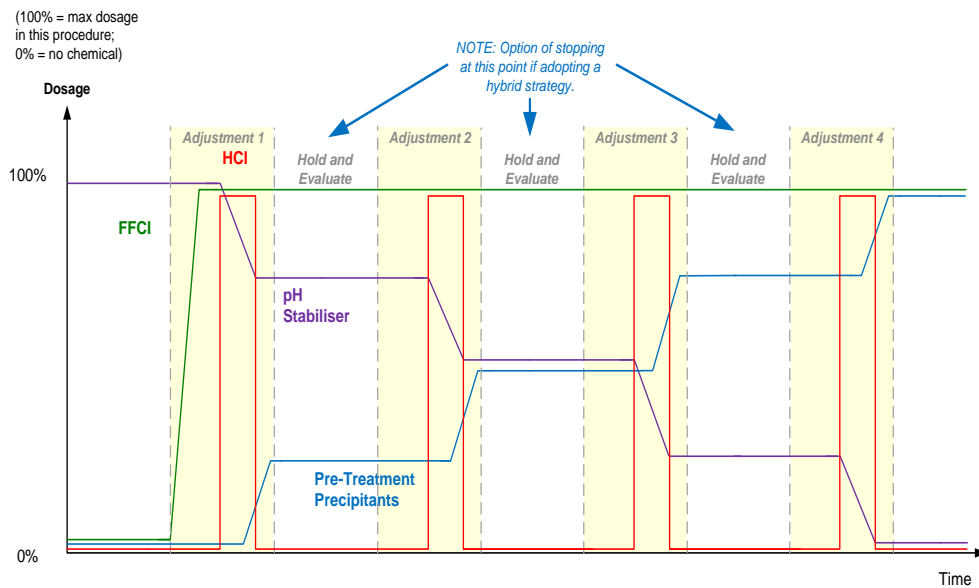 (100% = max dosage
in this procedure;
0% = no chemical)
NOTE: Option of stopping
at this point if adopting a
hybrid strategy.
Dosage
Adjustment 1
Adjustment 2
Adjustment 3
Adjustment 4
HCl
Hold and
Evaluate
Hold and
Evaluate
Hold and
Evaluate
100%
FFCI
pH
Stabiliser
Pre-Treatment
Precipitants
0%
Time